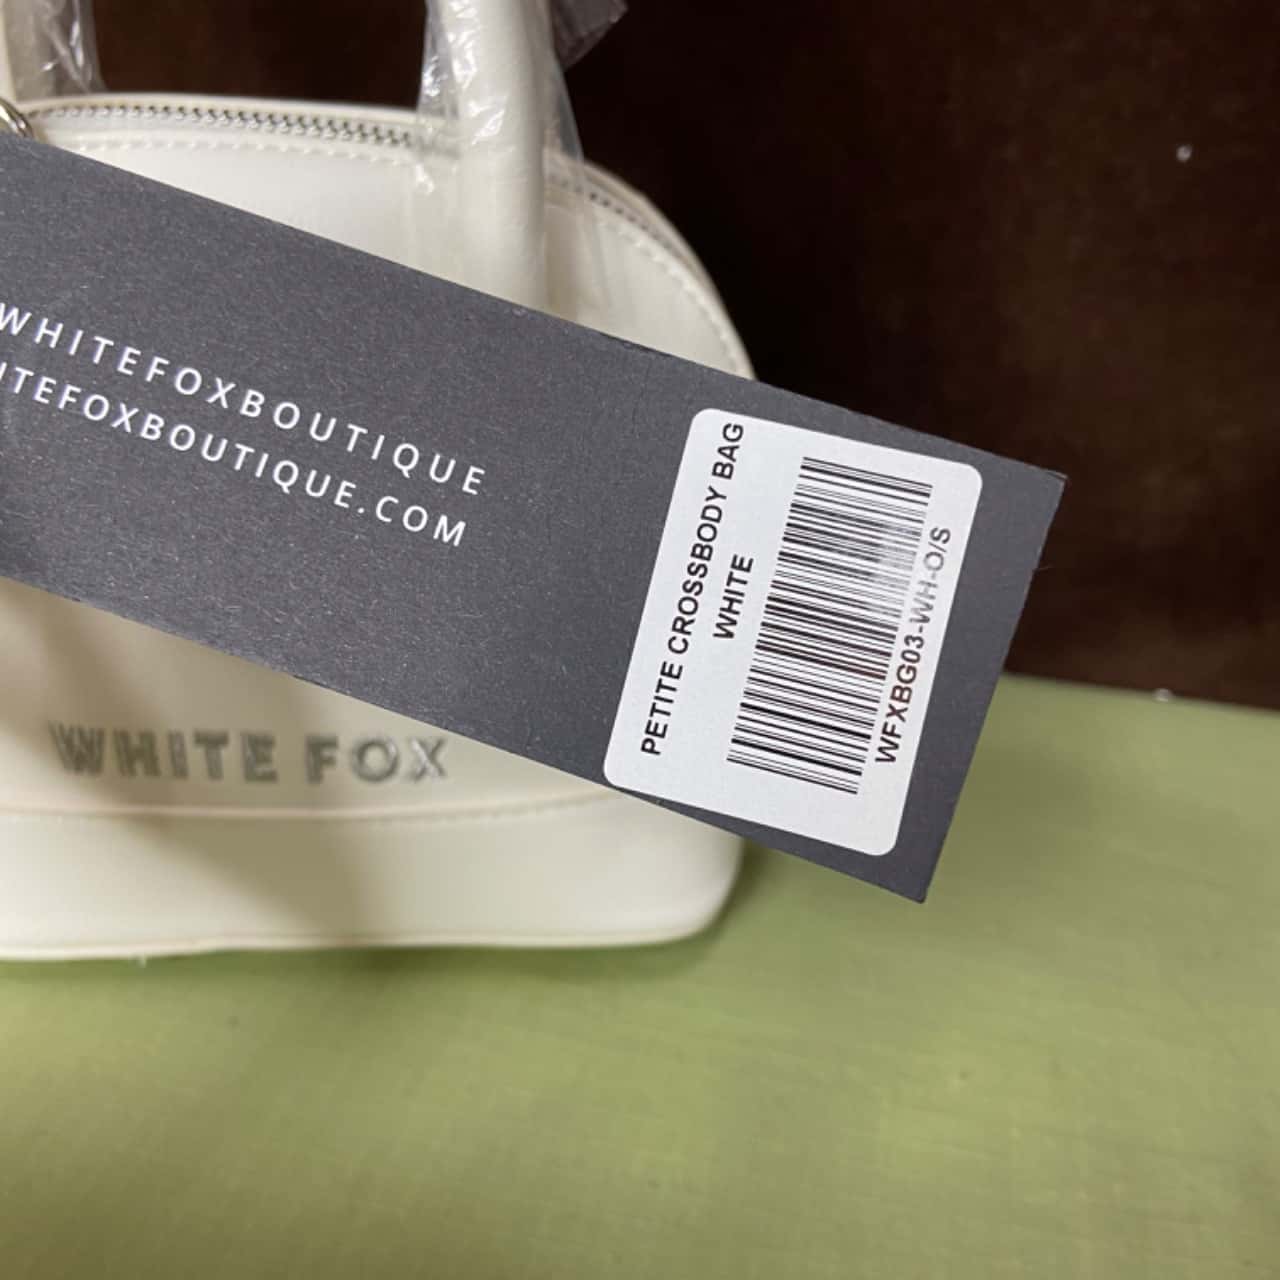 WHITEFOXBOUTIQUE
ITEFOXBOUTIQUE.COM
PETITE CROSSBODY BAG
WHITE
WFXBG03-WH-O/S
WHITE FOX